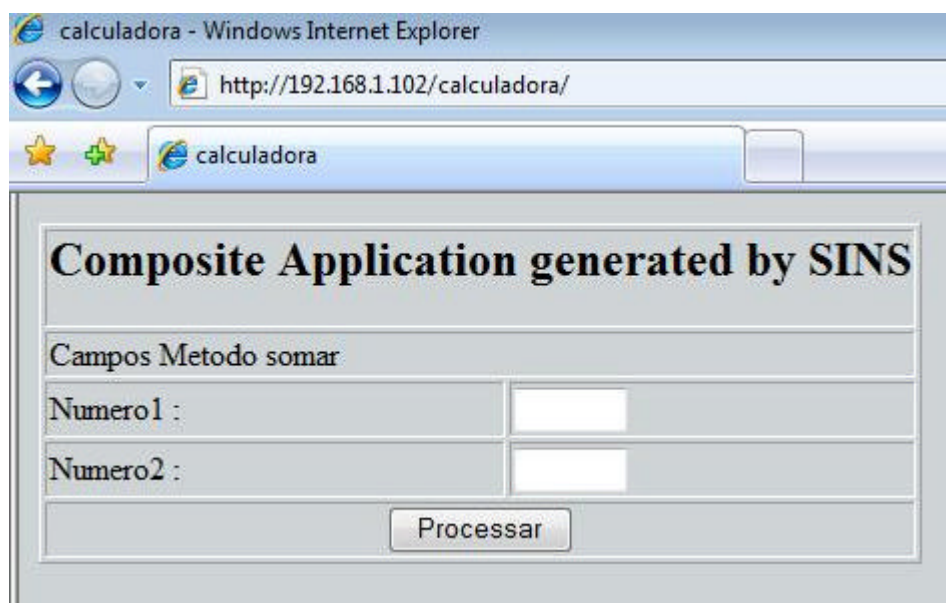 calculadora - Windows Internet Explorer
http://192.168.1.102/calculadora/
calculadora
Composite Application generated by SINS
Campos Metodo somar
Numero1 :
Numero2 :
Processar